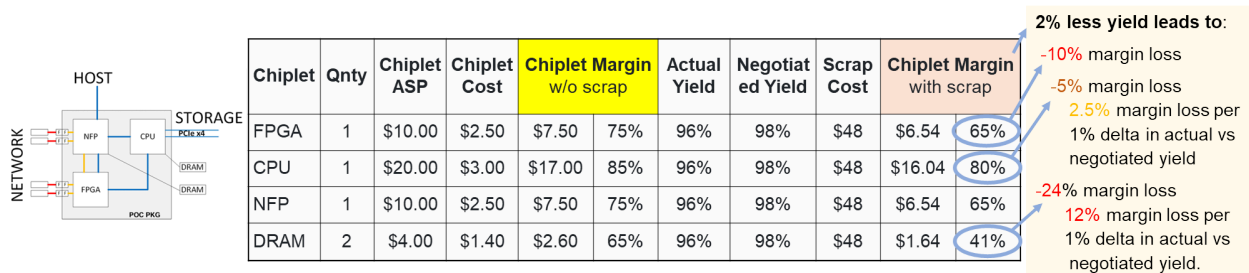 HOST
STORAGE
NETWORK
NFP
CPU
PCIe x4
DRAM
DRAM
FPGA
POC PKG
Chiplet Qnty Chiplet ASP Chiplet Cost Chiplet Margin w/o scrap Actual Yield Negotiat ed Yield Scrap Cost Chiplet Margin with scrap
FPGA 1 $10.00 $2.50 $7.50 75% 96% 98% $48 $6.54 65%
CPU 1 $20.00 $3.00 $17.00 85% 96% 98% $48 $16.04 80%
NFP 1 $10.00 $2.50 $7.50 75% 96% 98% $48 $6.54 65%
DRAM 2 $4.00 $1.40 $2.60 65% 96% 98% $48 $1.64 41%
2% less yield leads to:
-10% margin loss
-5% margin loss
2.5% margin loss per
1% delta in actual vs
negotiated yield
-24% margin loss
12% margin loss per
1% delta in actual vs
negotiated yield.